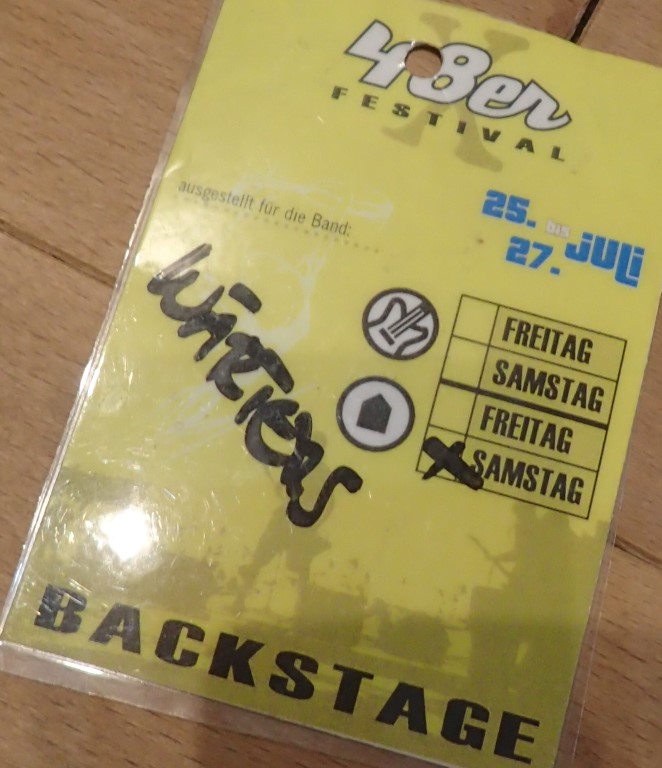 X
48er
FESTIVAL
ausgestellt für die Band:
25. bis
27. JULI
FREITAG
SAMSTAG
FREITAG
X SAMSTAG
BACKSTAGE